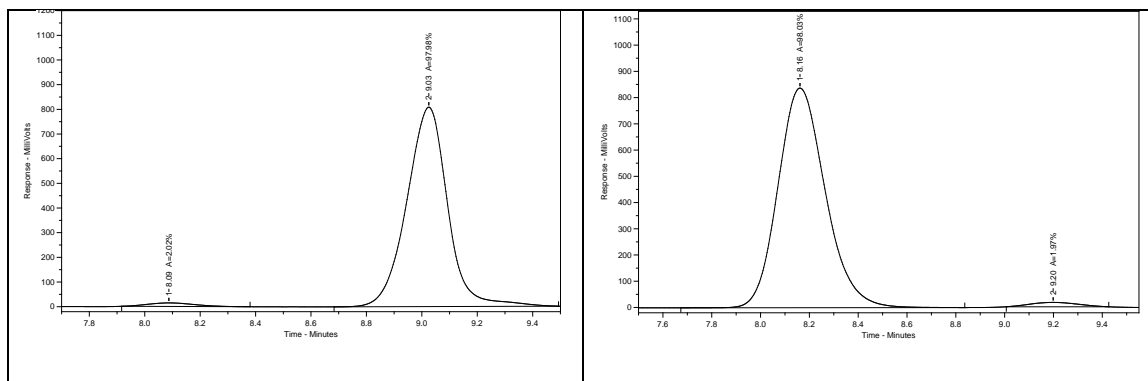 1200
1100
1000
900
800
700
600
500
400
300
200
100
0
Response - MilliVolts
1- 8.09 A=2.02%
2- 9.03 A=97.98%
7.8 8.0 8.2 8.4 8.6 8.8 9.0 9.2 9.4
Time - Minutes
1100
1000
900
800
700
600
500
400
300
200
100
0
Response - MilliVolts
1- 8.16 A=98.03%
2- 9.20 A=1.97%
7.6 7.8 8.0 8.2 8.4 8.6 8.8 9.0 9.2 9.4
Time - Minutes